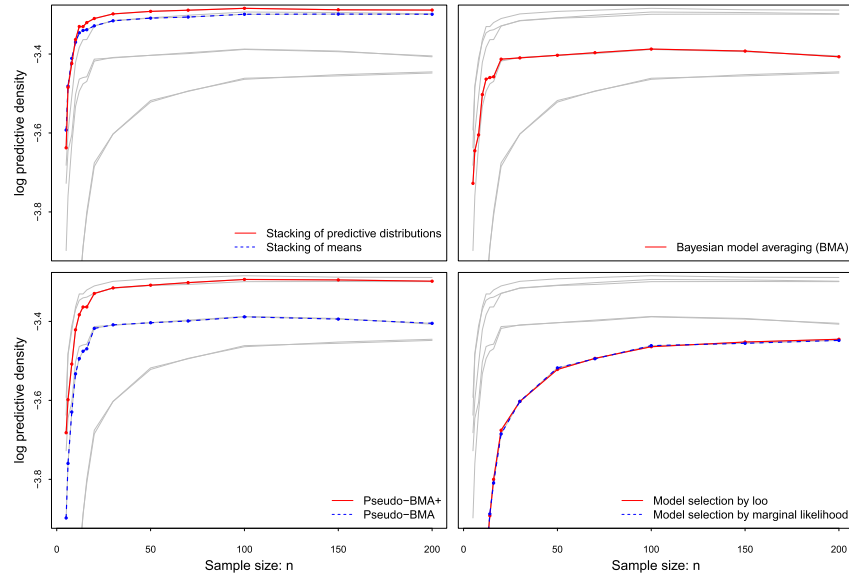 log predictive density
-3.4
-3.6
-3.8
Stacking of predictive distributions
Stacking of means
Bayesian model averaging (BMA)
log predictive density
-3.4
-3.6
-3.8
Pseudo-BMA+
Pseudo-BMA
Model selection by loo
Model selection by marginal likelihood
0 50 100 150 200
0 50 100 150 200
Sample size: n
Sample size: n